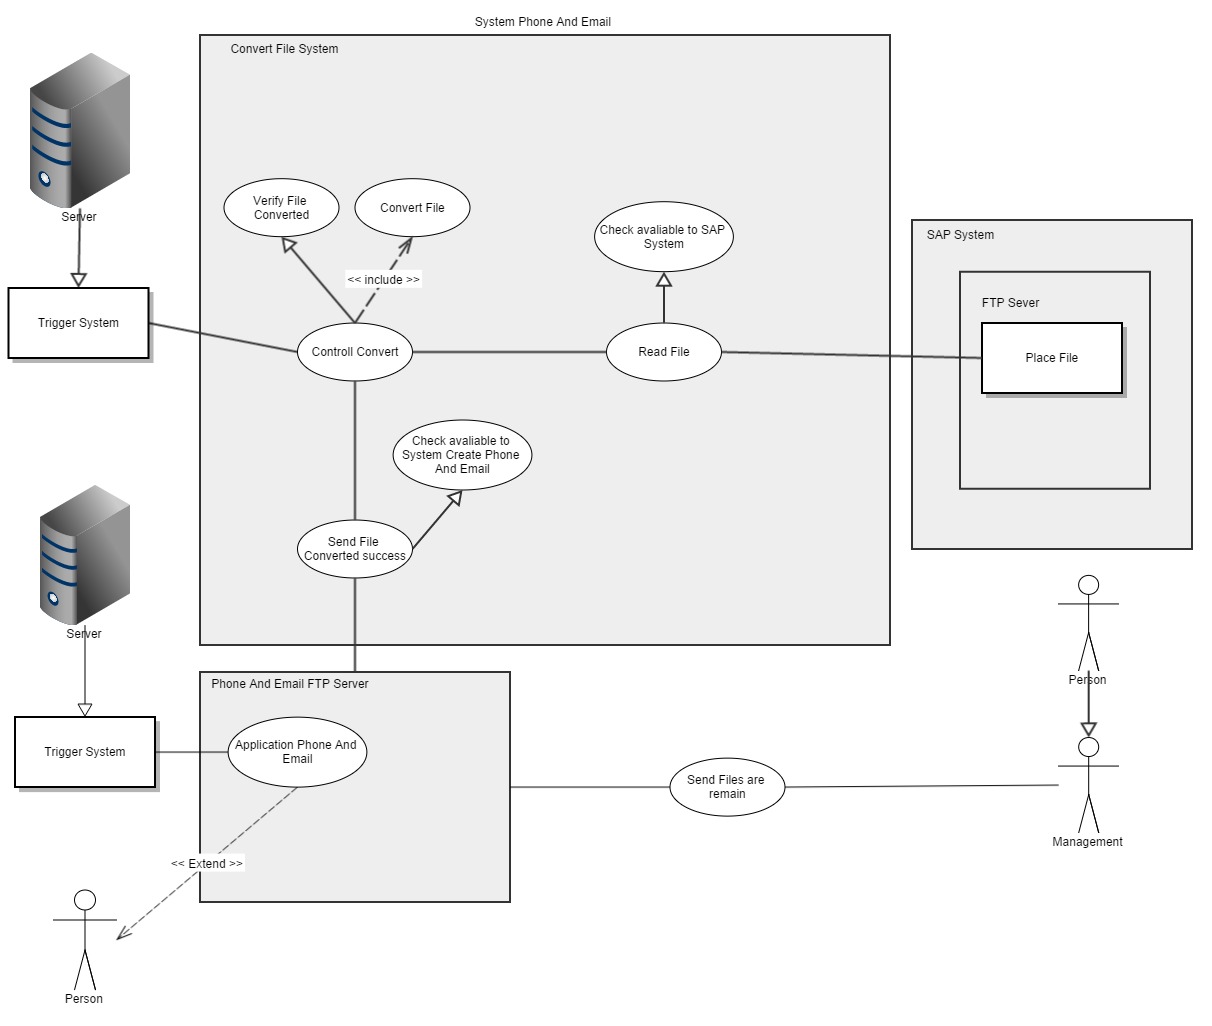 System Phone And Email
Convert File System
Server
Verify File
Converted
Convert File
Check avaliable to SAP
System
SAP System
<< include >>
FTP Sever
Trigger System
Controll Convert
Read File
Place File
Check avaliable to
System Create Phone
And Email
Send File
Converted success
Server
Person
Phone And Email FTP Server
Trigger System
Application Phone And
Email
Send Files are
remain
Management
<< Extend >>
Person